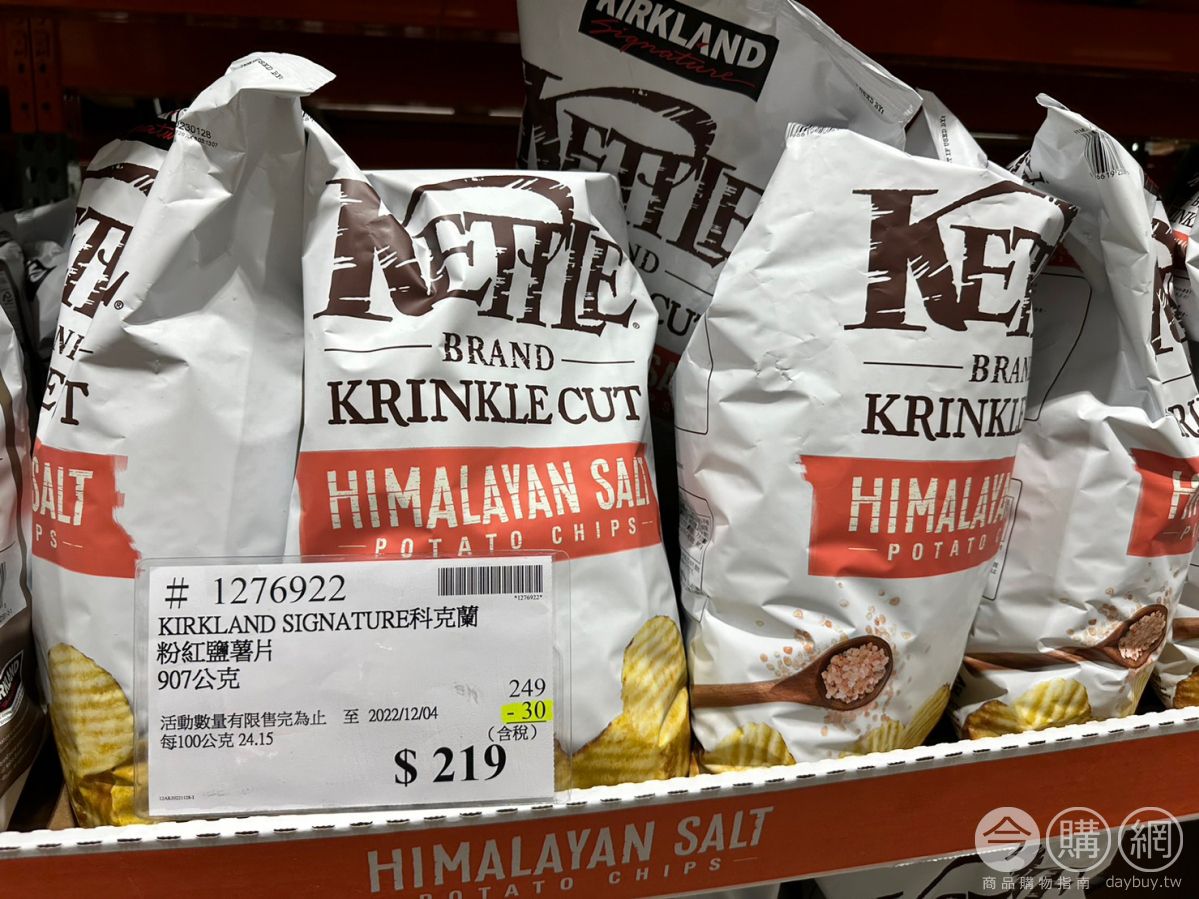 KIRKLAND
Signature
KETTLE
BRAND
KRINKLE CUT
HIMALAYAN SALT
POTATO CHIPS
KETTLE
SALT
# 1276922
*1276922*
KIRKLAND SIGNATURE科克蘭
粉紅鹽薯片
907公克
249
- 30
活動數量有限售完為止 至 2022/12/04
(含稅)
每100公克 24.15
$ 219
HIMALAYAN SALT
POTATO CHIPS
今購網
商品購物指南 daybuy.tw